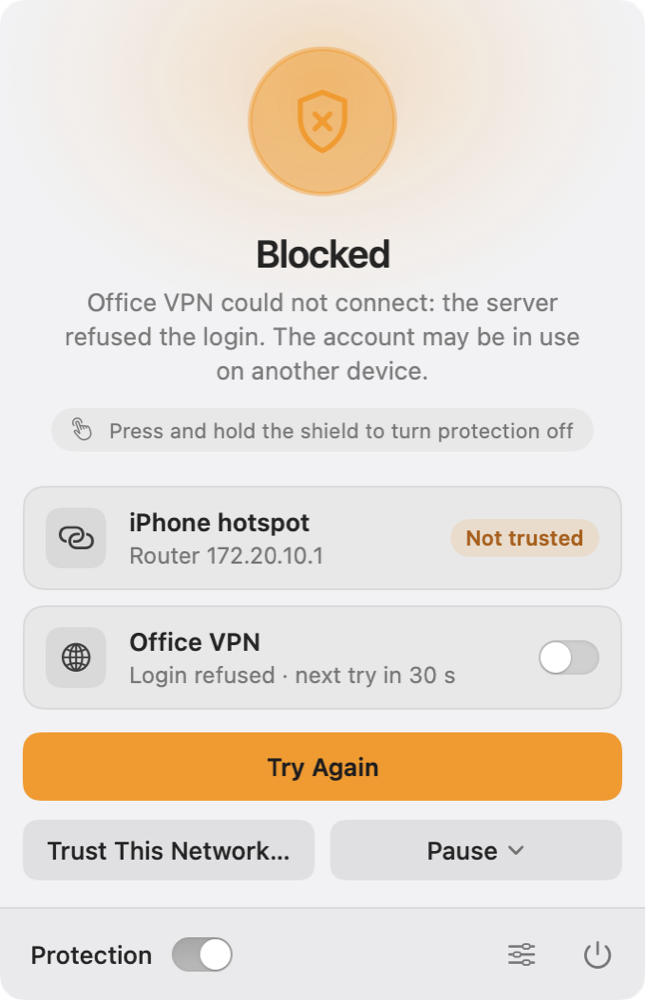 Blocked
Office VPN could not connect: the server
refused the login. The account may be in use
on another device.
Press and hold the shield to turn protection off
iPhone hotspot
Router 172.20.10.1
Not trusted
Office VPN
Login refused · next try in 30 s
Try Again
Trust This Network...
Pause
Protection